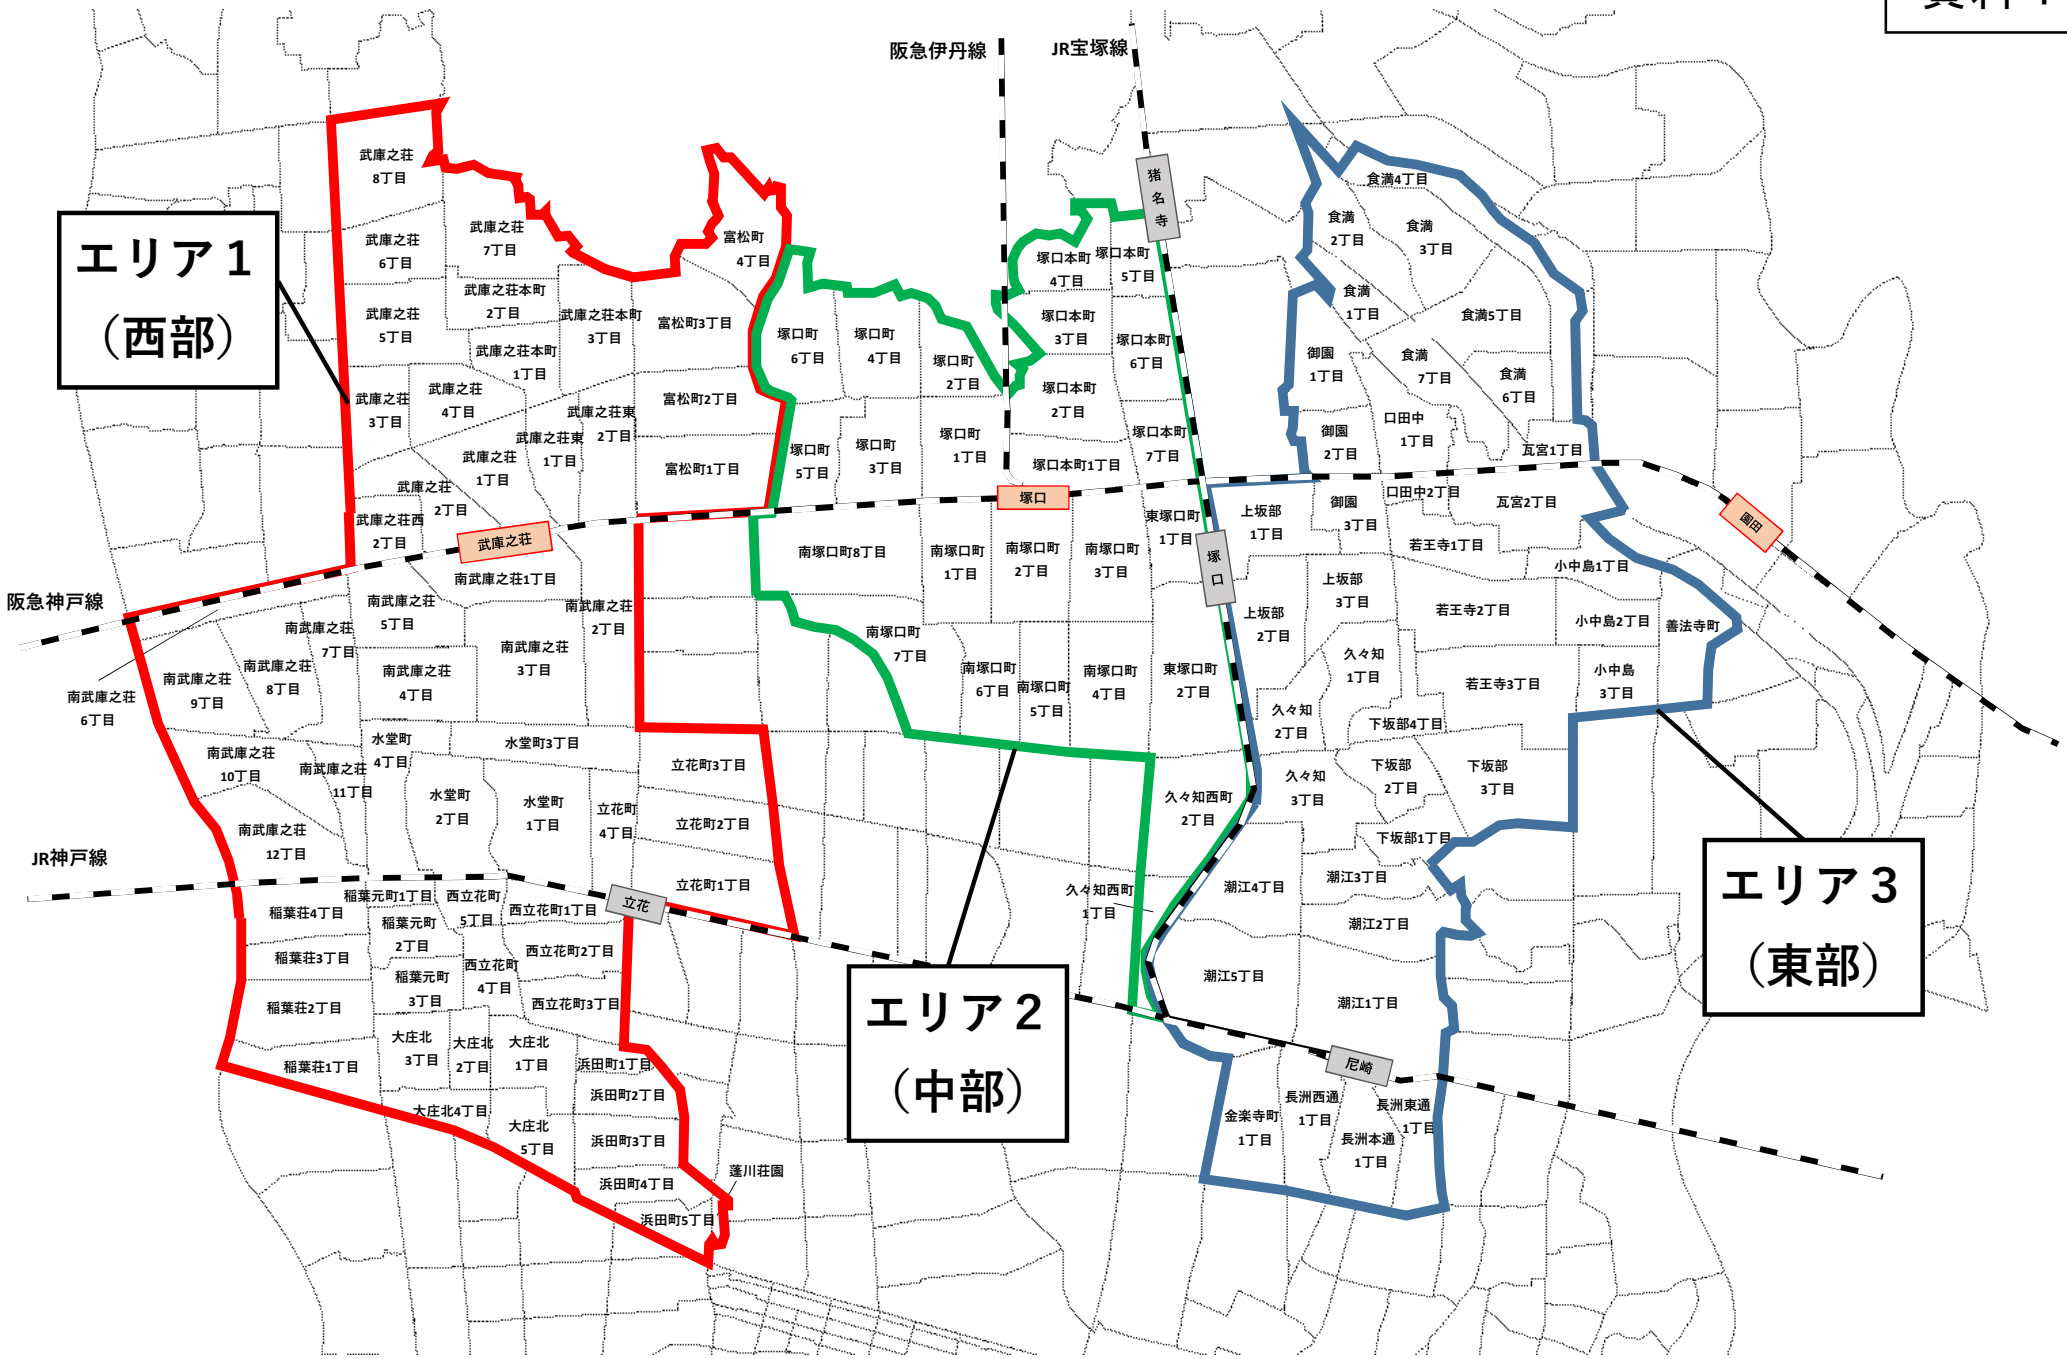 阪急伊丹線
JR宝塚線
猪名寺
エリア１
（西部）
武庫之荘
8丁目
武庫之荘
7丁目
武庫之荘
6丁目
武庫之荘本町
2丁目
武庫之荘
5丁目
武庫之荘本町
3丁目
武庫之荘本町
1丁目
武庫之荘
3丁目
武庫之荘
4丁目
武庫之荘東
2丁目
武庫之荘東
1丁目
武庫之荘
1丁目
武庫之荘
2丁目
武庫之荘西
2丁目
富松町
4丁目
富松町3丁目
富松町2丁目
富松町1丁目
武庫之荘
阪急神戸線
南武庫之荘1丁目
南武庫之荘
2丁目
南武庫之荘
5丁目
南武庫之荘
7丁目
南武庫之荘
3丁目
南武庫之荘
4丁目
南武庫之荘
8丁目
南武庫之荘
9丁目
南武庫之荘
6丁目
南武庫之荘
10丁目
南武庫之荘
11丁目
南武庫之荘
12丁目
水堂町
4丁目
水堂町3丁目
水堂町
2丁目
水堂町
1丁目
立花町
4丁目
立花町3丁目
立花町2丁目
立花町1丁目
JR神戸線
立花
稲葉元町1丁目
稲葉荘4丁目
稲葉元町
2丁目
西立花町
5丁目
西立花町1丁目
西立花町2丁目
稲葉荘3丁目
稲葉元町
3丁目
西立花町
4丁目
西立花町3丁目
稲葉荘2丁目
稲葉荘1丁目
大庄北
3丁目
大庄北
2丁目
大庄北
1丁目
大庄北4丁目
大庄北
5丁目
浜田町1丁目
浜田町2丁目
浜田町3丁目
浜田町4丁目
浜田町5丁目
蓬川荘園
塚口本町
4丁目
塚口本町
5丁目
塚口本町
3丁目
塚口本町
6丁目
塚口本町
2丁目
塚口本町
7丁目
塚口本町1丁目
塚口町
6丁目
塚口町
4丁目
塚口町
2丁目
塚口町
5丁目
塚口町
3丁目
塚口町
1丁目
塚口
南塚口町8丁目
南塚口町
1丁目
南塚口町
2丁目
南塚口町
3丁目
東塚口町
1丁目
塚口
南塚口町
7丁目
南塚口町
6丁目
南塚口町
5丁目
南塚口町
4丁目
東塚口町
2丁目
久々知西町
2丁目
久々知西町
1丁目
エリア２
（中部）
食満4丁目
食満
2丁目
食満
3丁目
食満
1丁目
食満5丁目
食満
7丁目
食満
6丁目
御園
1丁目
御園
2丁目
口田中
1丁目
瓦宮1丁目
口田中2丁目
瓦宮2丁目
園田
上坂部
1丁目
御園
3丁目
若王寺1丁目
小中島1丁目
上坂部
3丁目
上坂部
2丁目
若王寺2丁目
小中島2丁目
善法寺町
久々知
1丁目
若王寺3丁目
小中島
3丁目
久々知
2丁目
下坂部4丁目
久々知
3丁目
下坂部
2丁目
下坂部
3丁目
下坂部1丁目
潮江4丁目
潮江3丁目
潮江2丁目
潮江5丁目
潮江1丁目
エリア３
（東部）
尼崎
金楽寺町
1丁目
長洲西通
1丁目
長洲東通
1丁目
長洲本通
1丁目